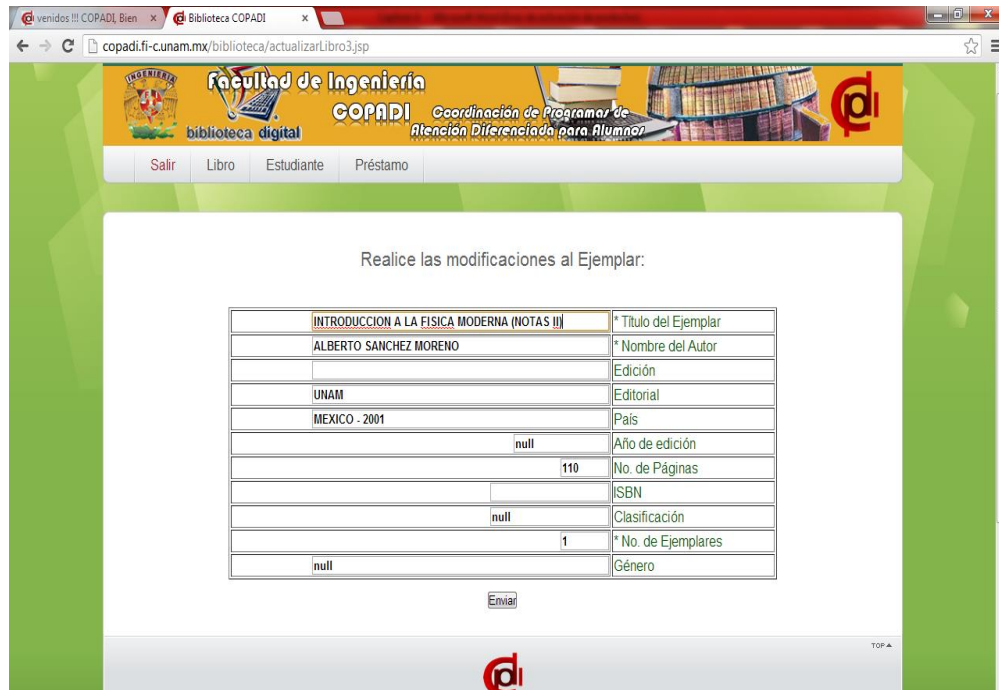 venidos !!! COPADI, Bien
Biblioteca COPADI
copadi.fi-c.unam.mx/biblioteca/actualizarLibro3.jsp
INGENIERIA
Facultad de Ingeniería
COPADI
Coordinación de Programas de
Atención Diferenciada para Alumnos
biblioteca digital
Salir Libro Estudiante Préstamo
Realice las modificaciones al Ejemplar:
INTRODUCCION A LA FISICA MODERNA (NOTAS II) * Título del Ejemplar
ALBERTO SANCHEZ MORENO * Nombre del Autor
Edición
UNAM Editorial
MEXICO - 2001 País
null Año de edición
110 No. de Páginas
ISBN
null Clasificación
1 * No. de Ejemplares
null Género
Enviar
TOP